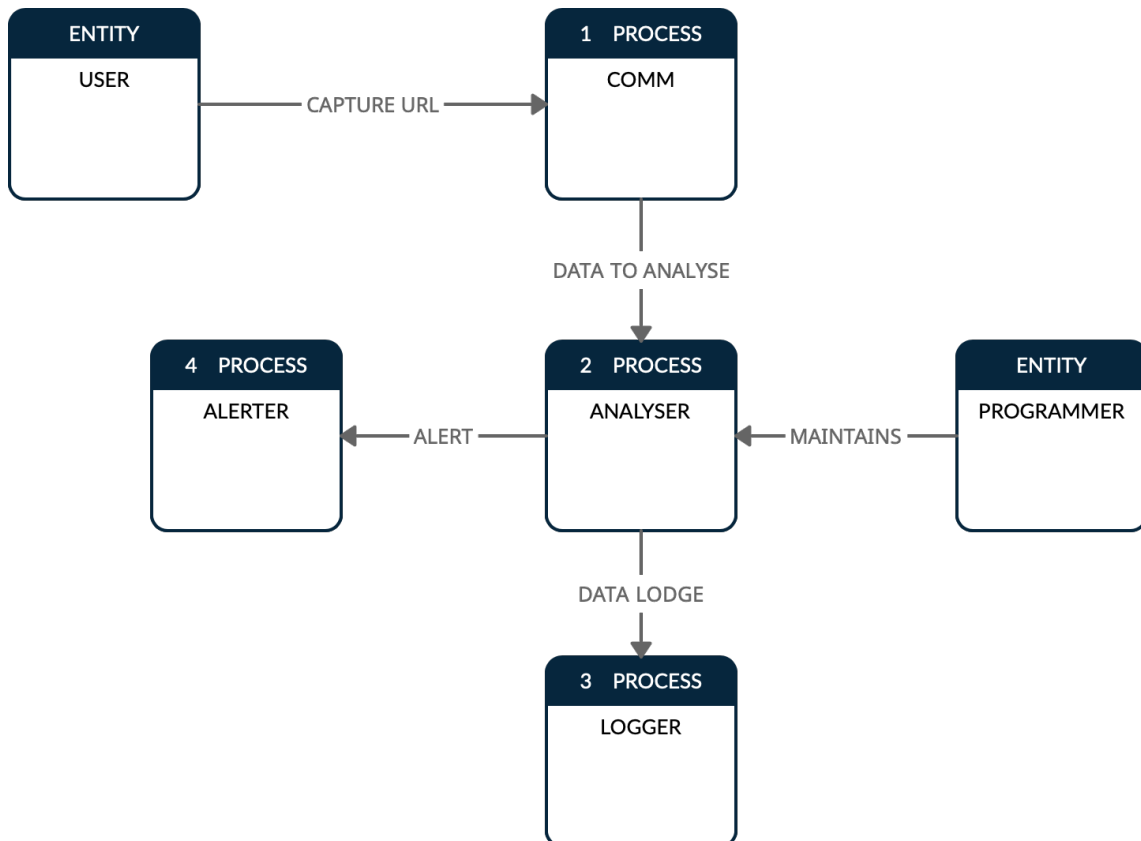 ENTITY
USER
CAPTURE URL
1 PROCESS
COMM
DATA TO ANALYSE
4 PROCESS
ALERTER
ALERT
2 PROCESS
ANALYSER
MAINTAINS
ENTITY
PROGRAMMER
DATA LODGE
3 PROCESS
LOGGER